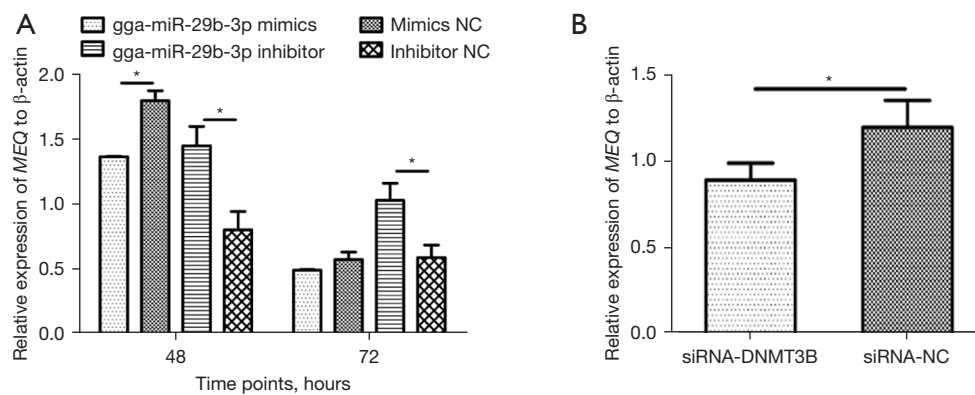 A
gga-miR-29b-3p mimics
Mimics NC
gga-miR-29b-3p inhibitor
Inhibitor NC
Relative expression of MEQ to β-actin
2.0
1.5
1.0
0.5
0.0
*
*
*
48
72
Time points, hours
B
Relative expression of MEQ to β-actin
1.5
1.0
0.5
0.0
*
siRNA-DNMT3B
siRNA-NC